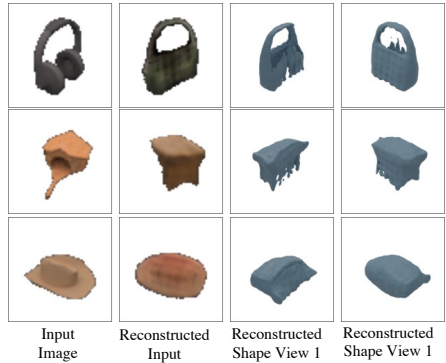 Input
Image
Reconstructed
Input
Reconstructed
Shape View 1
Reconstructed
Shape View 1